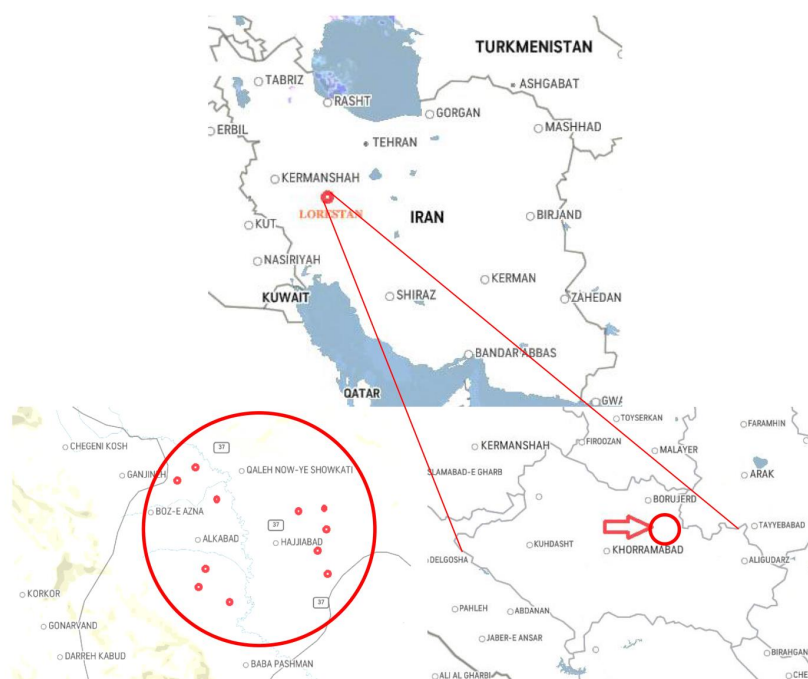 TURKMENISTAN
TABRIZ
ASHGABAT
RASHT
GORGAN
ERBIL
MASHHAD
TEHRAN
KERMANSHAH
LORESTAN
IRAN
BIRJAND
KUT
NASIRIYAH
KERMAN
KUWAIT
SHIRAZ
ZAHEDAN
BANDAR ABBAS
QATAR
GWA
CHEGENI KOSH
37
GANJINEH
QALEH NOW-YE SHOWKATI
BOZ-E AZNA
37
ALKABAD
HAJJIABAD
KORKOR
37
GONARVAND
DARREH KABUD
BABA PASHMAN
TOYSERKAN
FARAMHIN
KERMANSHAH
FIROOZAN
MALAYER
SLAMABAD-E GHARB
ARAK
BORUJERD
TAYYEBABAD
KUHDASHT
KHORRAMABAD
DELGOSHA
ALIGUDARZ
PAHLEH
ABDANAN
JABER-E ANSAR
BIRAHGAN
ALI AL GHARBI
CHE